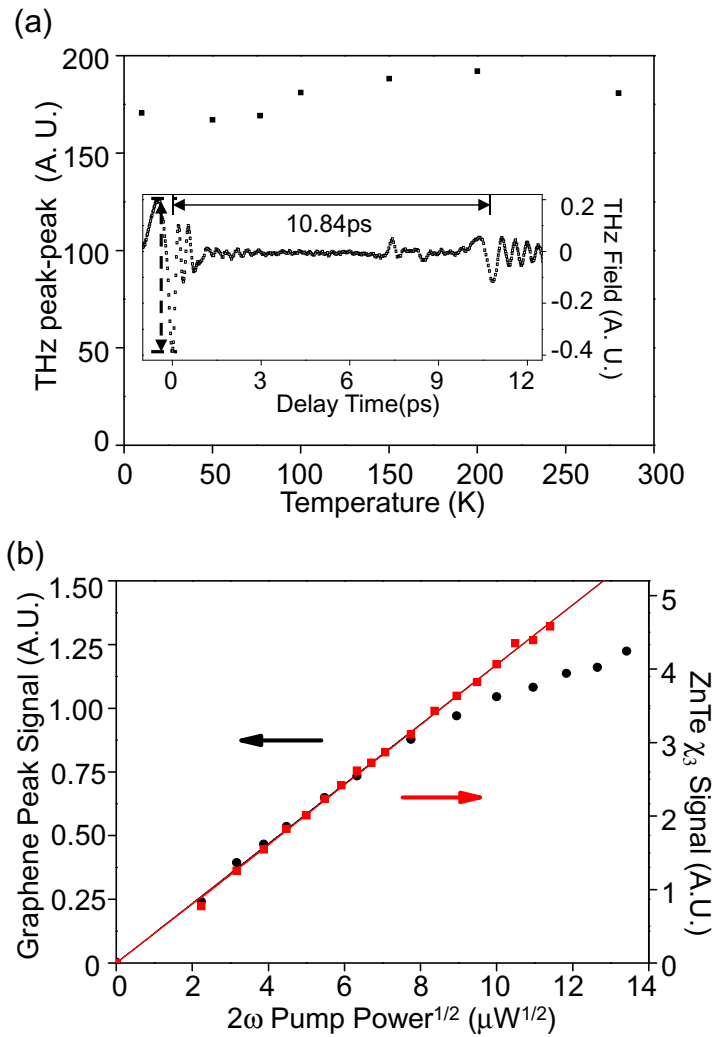 (a)
200
150
100
50
0
THz peak-peak (A. U.)
10.84ps
0.2
0
-0.2
-0.4
THz Field (A. U.)
0 3 6 9 12
Delay Time(ps)
0 50 100 150 200 250 300
Temperature (K)
(b)
1.50
1.25
1.00
0.75
0.50
0.25
0
Graphene Peak Signal (A.U.)
5
4
3
2
1
0
ZnTe χ3 Signal (A.U.)
0 2 4 6 8 10 12 14
2ω Pump Power1/2 (μW1/2)